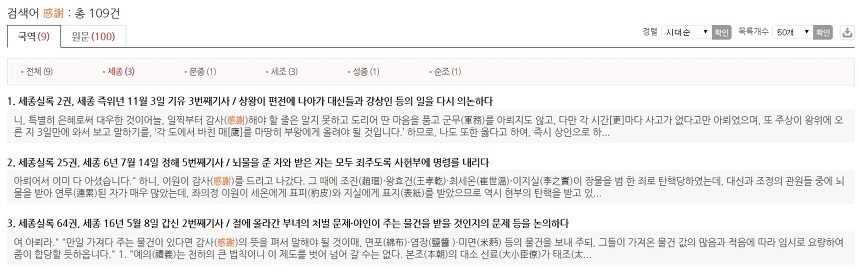 검색어 感謝 : 총 109건
국역 (9) 원문 (100) 정렬 시대순 확인 목록개수 50개 확인
· 전체 (9) · 세종 (3) · 문종 (1) · 세조 (3) · 성종 (1) · 순조 (1)
1. 세종실록 2권, 세종 즉위년 11월 3일 기유 3번째기사 / 상왕이 편전에 나아가 대신들과 강상인 등의 일을 다시 의논하다
니, 특별히 은혜로써 대우한 것이어늘, 일찍부터 감사(感謝)해야 할 줄은 알지 못하고 도리어 딴 마음을 품고 군무(軍務)를 아뢰지도 않고, 다만 각 시간[更]마다 사고가 없다고만 아뢰었으며, 또 주상이 왕위에 오
른 지 3일만에 와서 보고 말하기를, '각 도에서 바친 매[鷹]를 마땅히 부왕에게 올려야 될 것입니다.' 하므로, 나도 또한 옳다고 하여, 즉시 상인으로 하...
2. 세종실록 25권, 세종 6년 7월 14일 정해 5번째기사 / 뇌물을 준 자와 받은 자는 모두 죄주도록 사헌부에 명령을 내리다
아뢰어서 이미 다 아셨습니다." 하니, 이원이 감사(感謝)를 드리고 나갔다. 그 때에 조진(趙瑨)·왕효건(王孝乾)·최세온(崔世溫)·이지실(李之實)이 장물을 범 한 죄로 탄핵당하였는데, 대신과 조정의 관원들 중에 뇌
물을 받아 연루(連累)된 자가 매우 많았는데, 좌의정 이원이 세온에게 표피(豹皮)와 지실에게 표지(表紙)를 받았으므로 역시 헌부의 탄핵을 받고 있...
3. 세종실록 64권, 세종 16년 5월 8일 갑신 2번째기사 / 절에 올라간 부녀의 처벌 문제·야인이 주는 물건을 받을 것인지의 문제 등을 논의하다
여 아뢰라." "만일 가져다 주는 물건이 있다면 감사(感謝)의 뜻을 펴서 말해야 될 것이매, 면포(綿布)·염장(鹽醬)·미면(米麪) 등의 물건을 보내 주되, 그들이 가져온 물건 값의 많음과 적음에 따라 임시로 요량하여
줌이 합당할 듯하옵니다." 1. "예의(禮義)는 천하의 큰 법칙이니 이 제도를 벗어 넘어 갈 수는 없다. 본조(本朝)의 대소 신료(大小臣僚)가 태조(太...